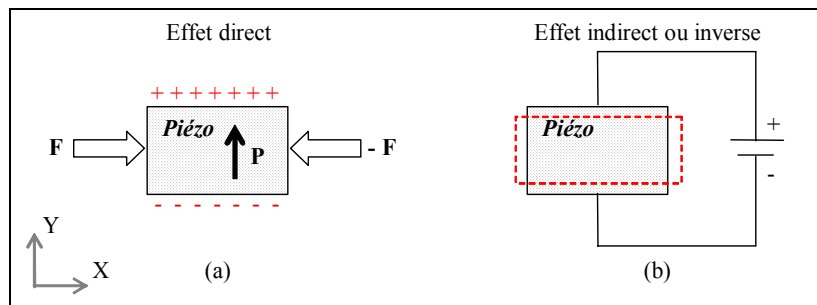 Effet direct
Effet indirect ou inverse
+ + + + + + +
Piézo
P
F
- F
- - - - - - -
Piézo
+
-
Y
X
(a)
(b)